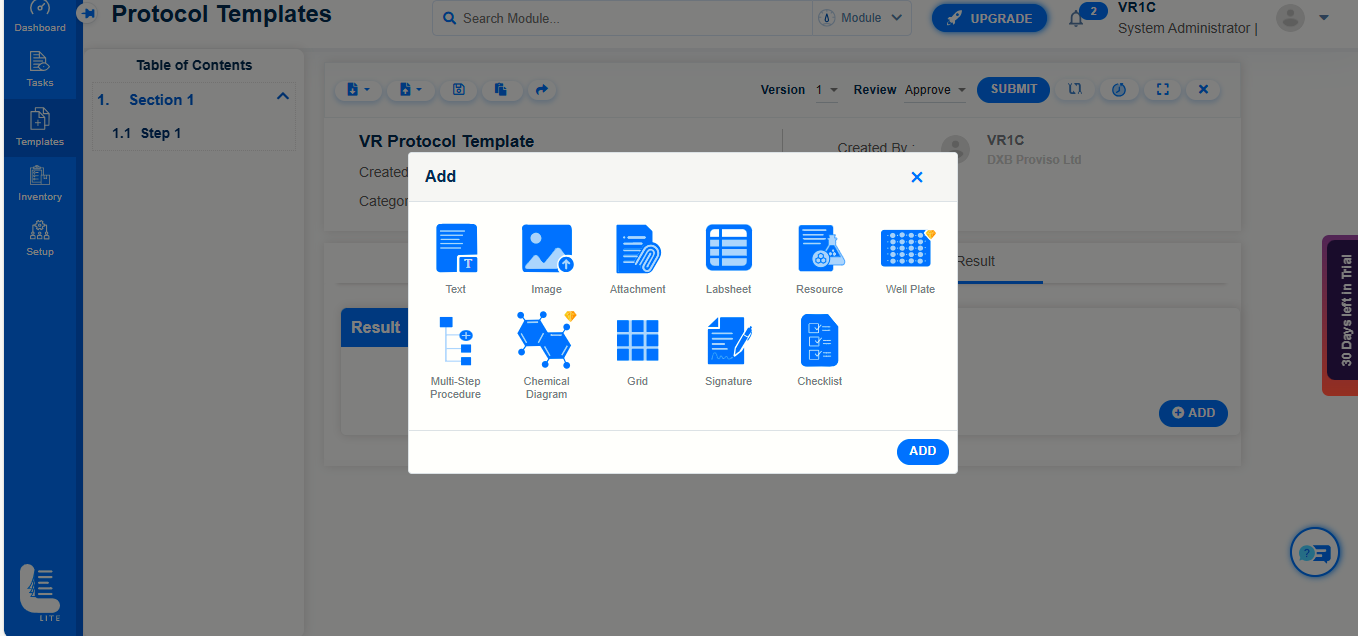 Protocol Templates
Search Module...
Module
UPGRADE
2
VR1C
System Administrator |
Dashboard
Tasks
Templates
Inventory
Setup
LITE
Table of Contents
1. Section 1
1.1 Step 1
Version 1
Review Approve
SUBMIT
VR Protocol Template
Created By :
VR1C
DXB Proviso Ltd
Created
Categor
Result
Result
ADD
Add
T
Text
Image
Attachment
Labsheet
Resource
Well Plate
Multi-Step
Procedure
Chemical
Diagram
Grid
Signature
Checklist
ADD
30 Days left in Trial
?